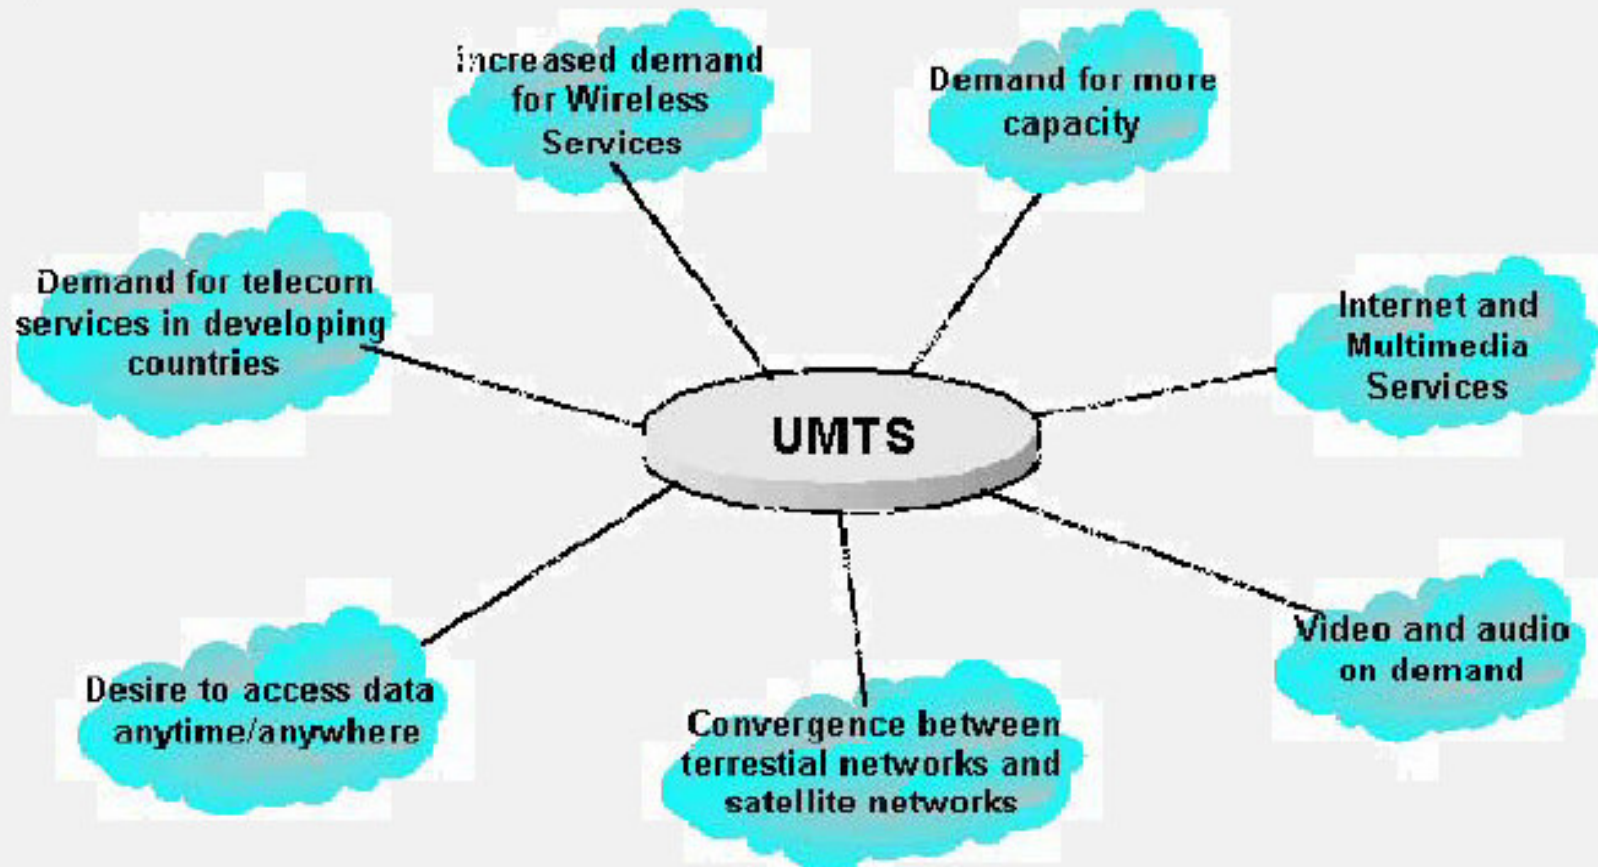 Increased demand
for Wireless
Services
Demand for more
capacity
Demand for telecom
services in developing
countries
Internet and
Multimedia
Services
UMTS
Desire to access data
anytime/anywhere
Convergence between
terrestial networks and
satellite networks
Video and audio
on demand